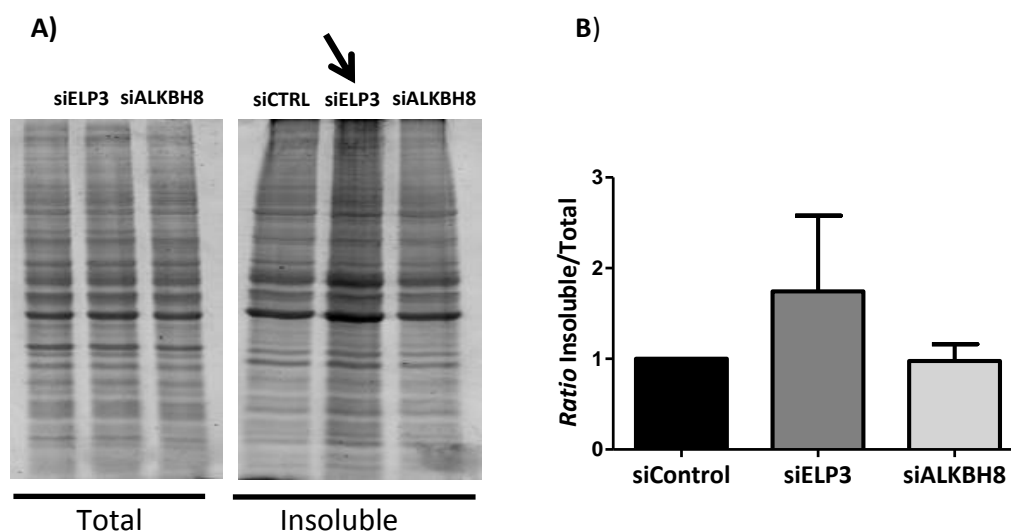 A)
siELP3 siALKBH8
siCTRL siELP3 siALKBH8
Total
Insoluble
B)
Ratio Insoluble/Total
3
2
1
0
siControl siELP3 siALKBH8